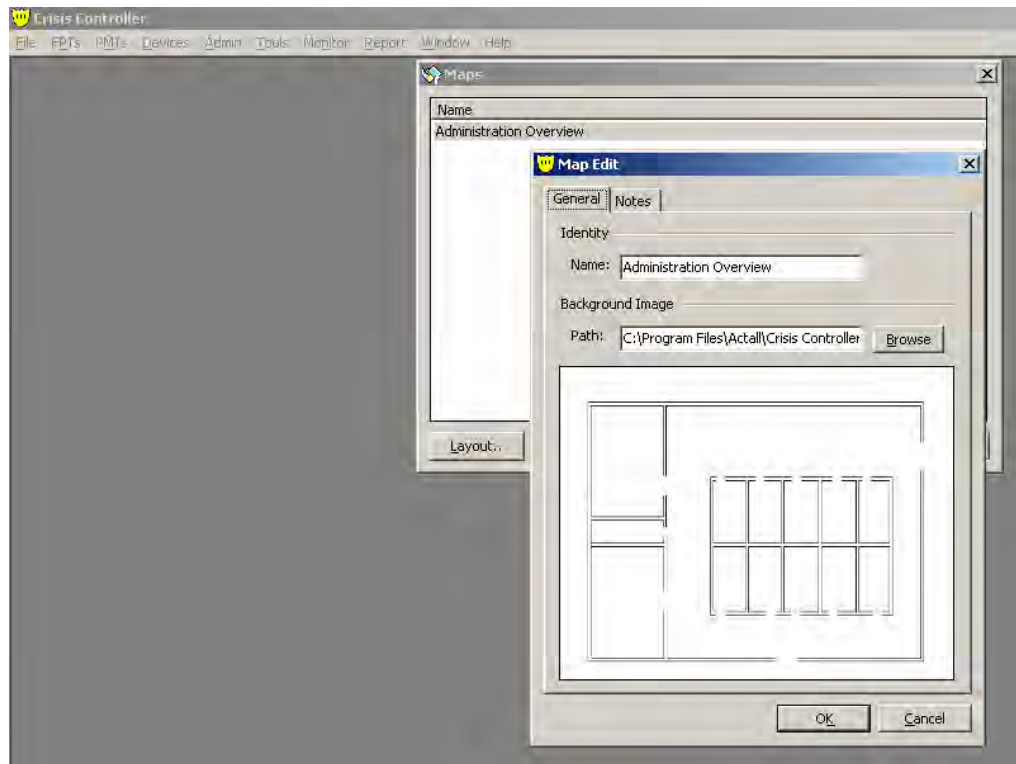 Crisis Controller
File FPTs PMTs Devices Admin Tools Monitor Report Window Help
Maps
Name
Administration Overview
Map Edit
General Notes
Identity
Name: Administration Overview
Background Image
Path: C:\Program Files\Actall\Crisis Controller Browse
Layout..
OK Cancel